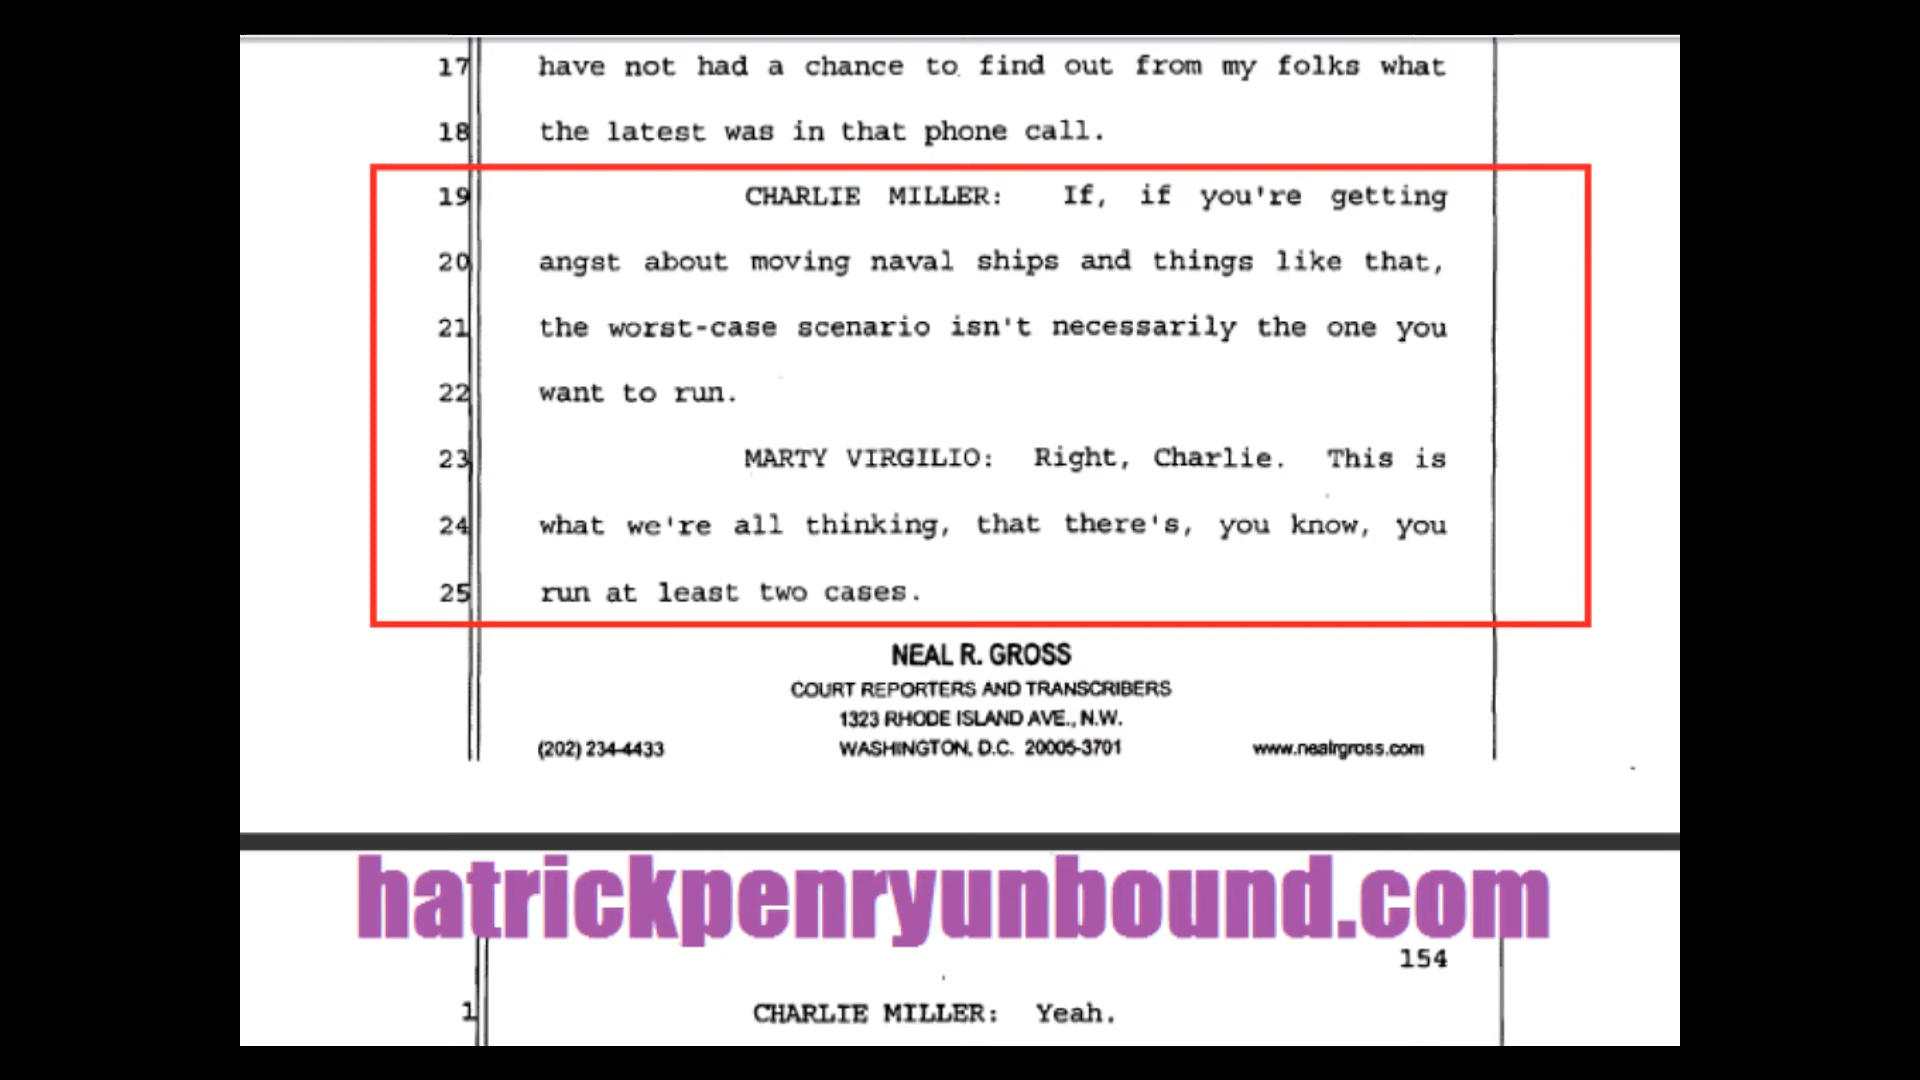 17 have not had a chance to find out from my folks what
18 the latest was in that phone call.
19 CHARLIE MILLER: If, if you're getting
20 angst about moving naval ships and things like that,
21 the worst-case scenario isn't necessarily the one you
22 want to run.
23 MARTY VIRGILIO: Right, Charlie. This is
24 what we're all thinking, that there's, you know, you
25 run at least two cases.
NEAL R. GROSS
COURT REPORTERS AND TRANSCRIBERS
1323 RHODE ISLAND AVE., N.W.
(202) 234-4433 WASHINGTON, D.C. 20005-3701 www.nealrgross.com
hatrickpenryunbound.com
154
1 CHARLIE MILLER: Yeah.